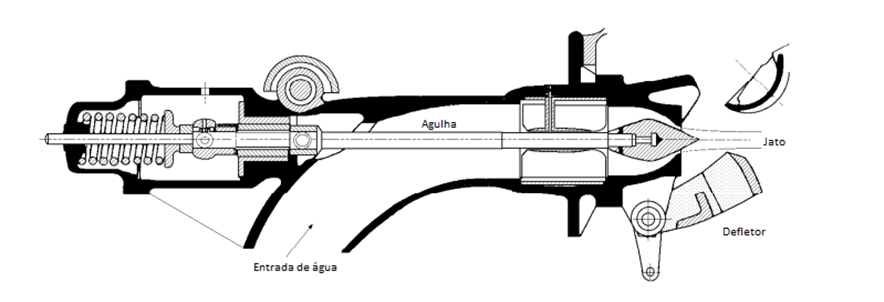 Agulha
Jato
Defletor
Entrada de água